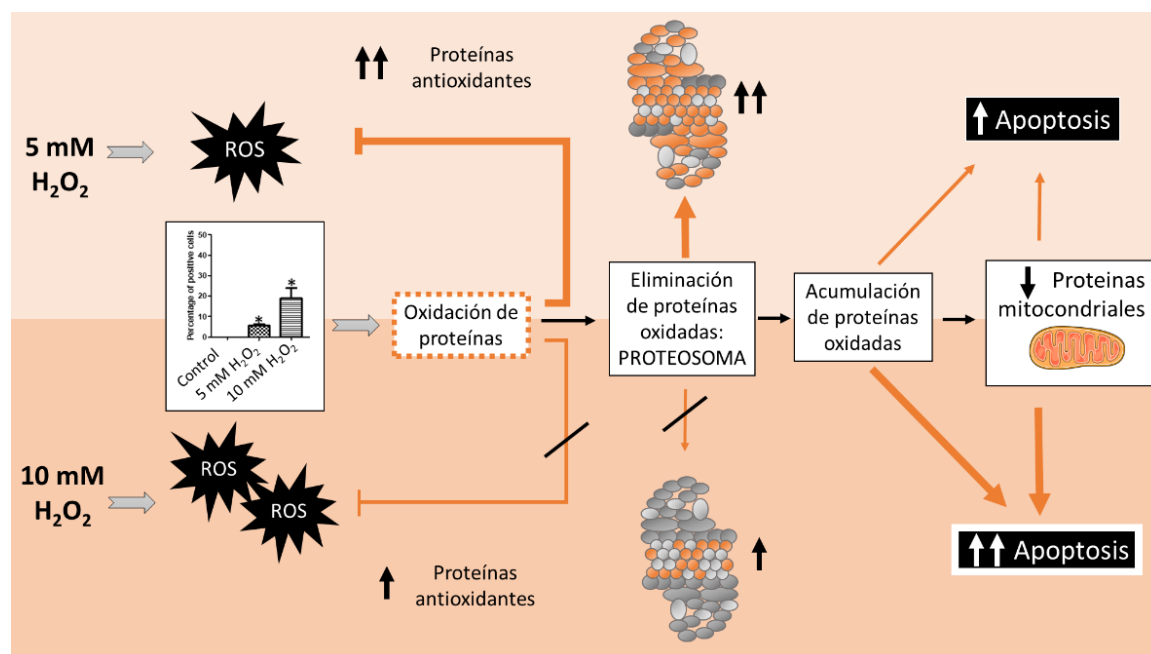 Proteínas
antioxidantes
5 mM
H₂O₂
ROS
Apoptosis
Percentage of positive cells
50
40
30
20
10
0
*
*
Control
5 mM H₂O₂
10 mM H₂O₂
Oxidación de
proteínas
Eliminación
de proteínas
oxidadas:
PROTEOSOMA
Acumulación
de proteínas
oxidadas
Proteinas
mitocondriales
10 mM
H₂O₂
ROS
ROS
Proteínas
antioxidantes
Apoptosis